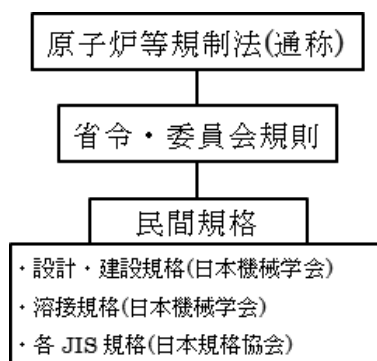 原子炉等規制法(通称)
省令・委員会規則
民間規格
・設計・建設規格(日本機械学会)
・溶接規格(日本機械学会)
・各 JIS 規格(日本規格協会)